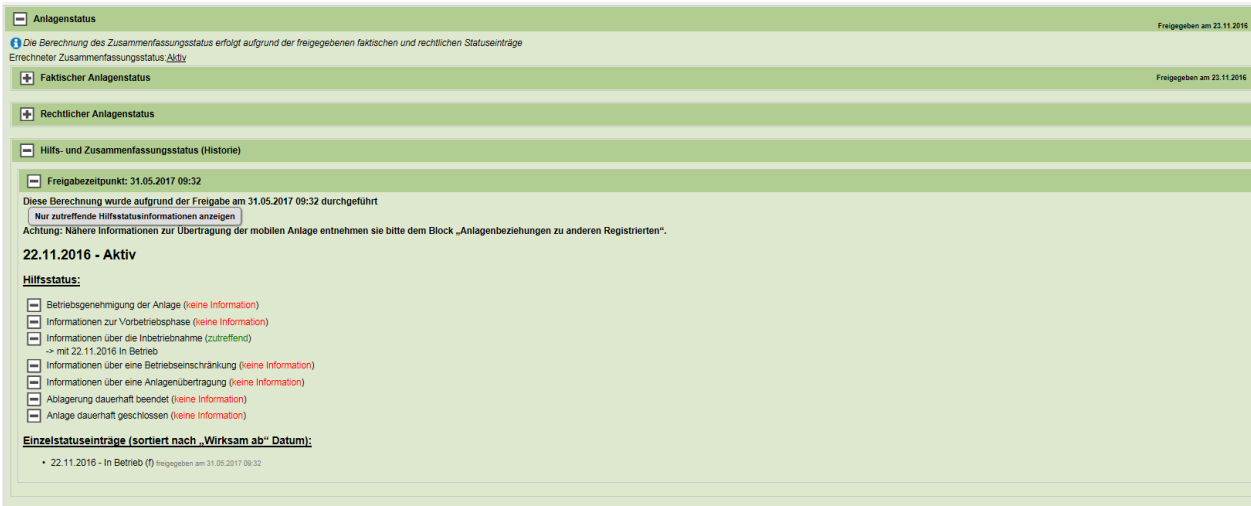 Anlagenstatus
Freigegeben am 23.11.2016
Die Berechnung des Zusammenfassungsstatus erfolgt aufgrund der freigegebenen faktischen und rechtlichen Statuseinträge
Errechneter Zusammenfassungsstatus:Aktiv
Faktischer Anlagenstatus
Freigegeben am 23.11.2016
Rechtlicher Anlagenstatus
Hilfs- und Zusammenfassungsstatus (Historie)
Freigabezeitpunkt: 31.05.2017 09:32
Diese Berechnung wurde aufgrund der Freigabe am 31.05.2017 09:32 durchgeführt
Nur zutreffende Hilfsstatusinformationen anzeigen
Achtung: Nähere Informationen zur Übertragung der mobilen Anlage entnehmen sie bitte dem Block „Anlagenbeziehungen zu anderen Registrierten“.
22.11.2016 - Aktiv
Hilfsstatus:
Betriebsgenehmigung der Anlage (keine Information)
Informationen zur Vorbetriebsphase (keine Information)
Informationen über die Inbetriebnahme (zutreffend)
-> mit 22.11.2016 In Betrieb
Informationen über eine Betriebseinschränkung (keine Information)
Informationen über eine Anlagenübertragung (keine Information)
Ablagerung dauerhaft beendet (keine Information)
Anlage dauerhaft geschlossen (keine Information)
Einzelstatuseinträge (sortiert nach „Wirksam ab“ Datum):
• 22.11.2016 - In Betrieb (f) freigegeben am 31.05.2017 09:32